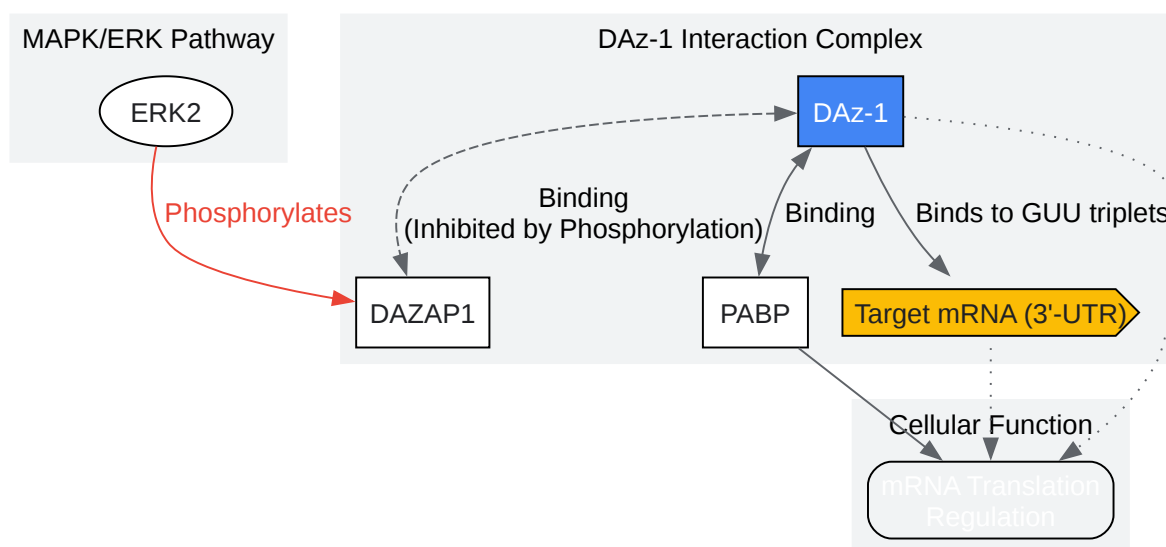 MAPK/ERK Pathway
DAz-1 Interaction Complex
ERK2
DAz-1
Phosphorylates
Binding
(Inhibited by Phosphorylation)
Binding
Binds to GUU triplets
DAZAP1
PABP
Target mRNA (3'-UTR)
Cellular Function
mRNA Translation
Regulation